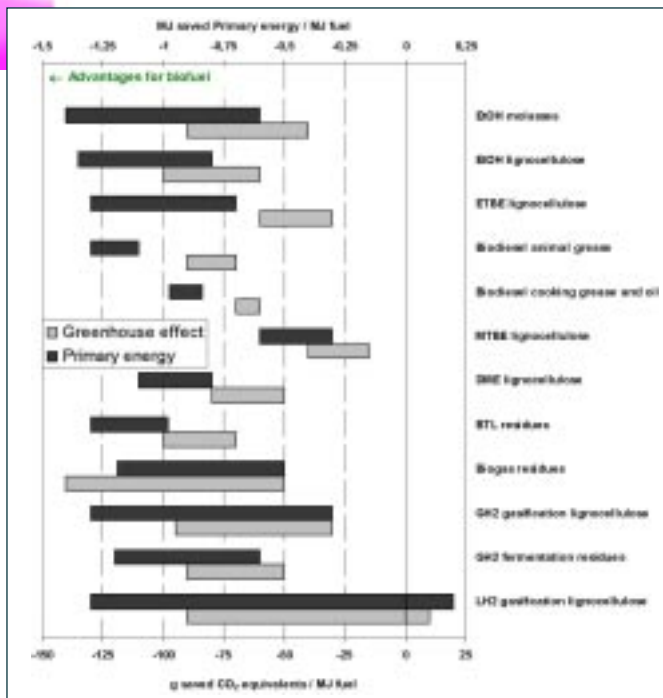 MJ saved Primary energy / MJ fuel
-1,5 -1,25 -1 -0,75 -0,5 -0,25 0 0,25
← Advantages for biofuel
EtOH molasses
EtOH lignocellulose
ETBE lignocellulose
Biodiesel animal grease
Biodiesel cooking grease and oil
MTBE lignocellulose
Greenhouse effect
Primary energy
DME lignocellulose
BTL residues
Biogas residues
GH2 gasification lignocellulose
GH2 fermentation residues
LH2 gasification lignocellulose
-150 -125 -100 -75 -50 -25 0 25
g saved CO₂ equivalents / MJ fuel